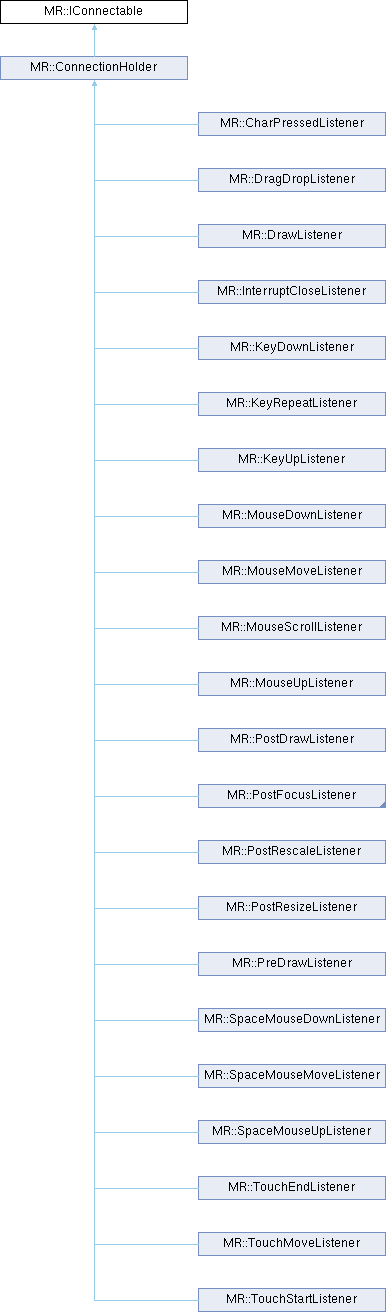 MR::IConnectable
MR::ConnectionHolder
MR::CharPressedListener
MR::DragDropListener
MR::DrawListener
MR::InterruptCloseListener
MR::KeyDownListener
MR::KeyRepeatListener
MR::KeyUpListener
MR::MouseDownListener
MR::MouseMoveListener
MR::MouseScrollListener
MR::MouseUpListener
MR::PostDrawListener
MR::PostFocusListener
MR::PostRescaleListener
MR::PostResizeListener
MR::PreDrawListener
MR::SpaceMouseDownListener
MR::SpaceMouseMoveListener
MR::SpaceMouseUpListener
MR::TouchEndListener
MR::TouchMoveListener
MR::TouchStartListener